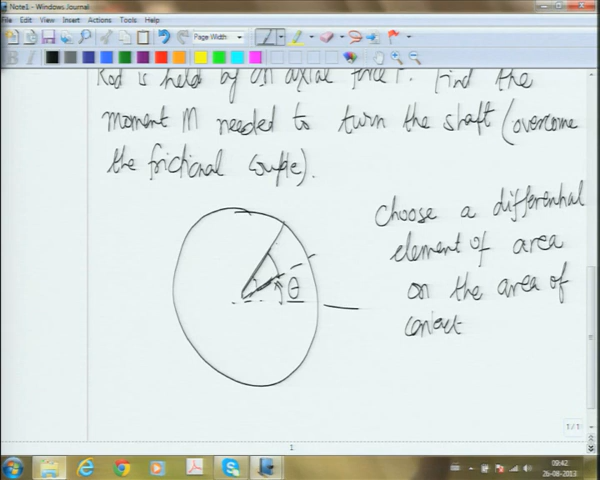 Note1 - Windows Journal
File Edit View Insert Actions Tools Help
Page Width
Rod is held by an axial force P. Find the
moment M needed to turn the shaft (overcome
the frictional couple).
Choose a differential
element of area
on the area of
contact
θ
1/1
1
09:42
26-08-2013